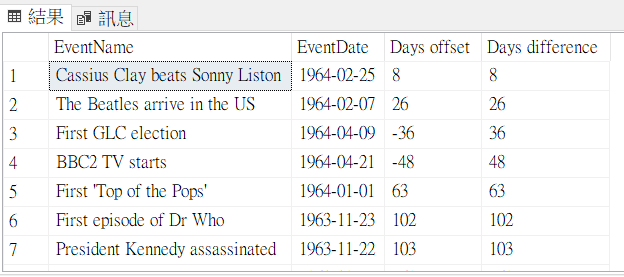 結果 訊息
EventName EventDate Days offset Days difference
1 Cassius Clay beats Sonny Liston 1964-02-25 8 8
2 The Beatles arrive in the US 1964-02-07 26 26
3 First GLC election 1964-04-09 -36 36
4 BBC2 TV starts 1964-04-21 -48 48
5 First 'Top of the Pops' 1964-01-01 63 63
6 First episode of Dr Who 1963-11-23 102 102
7 President Kennedy assassinated 1963-11-22 103 103